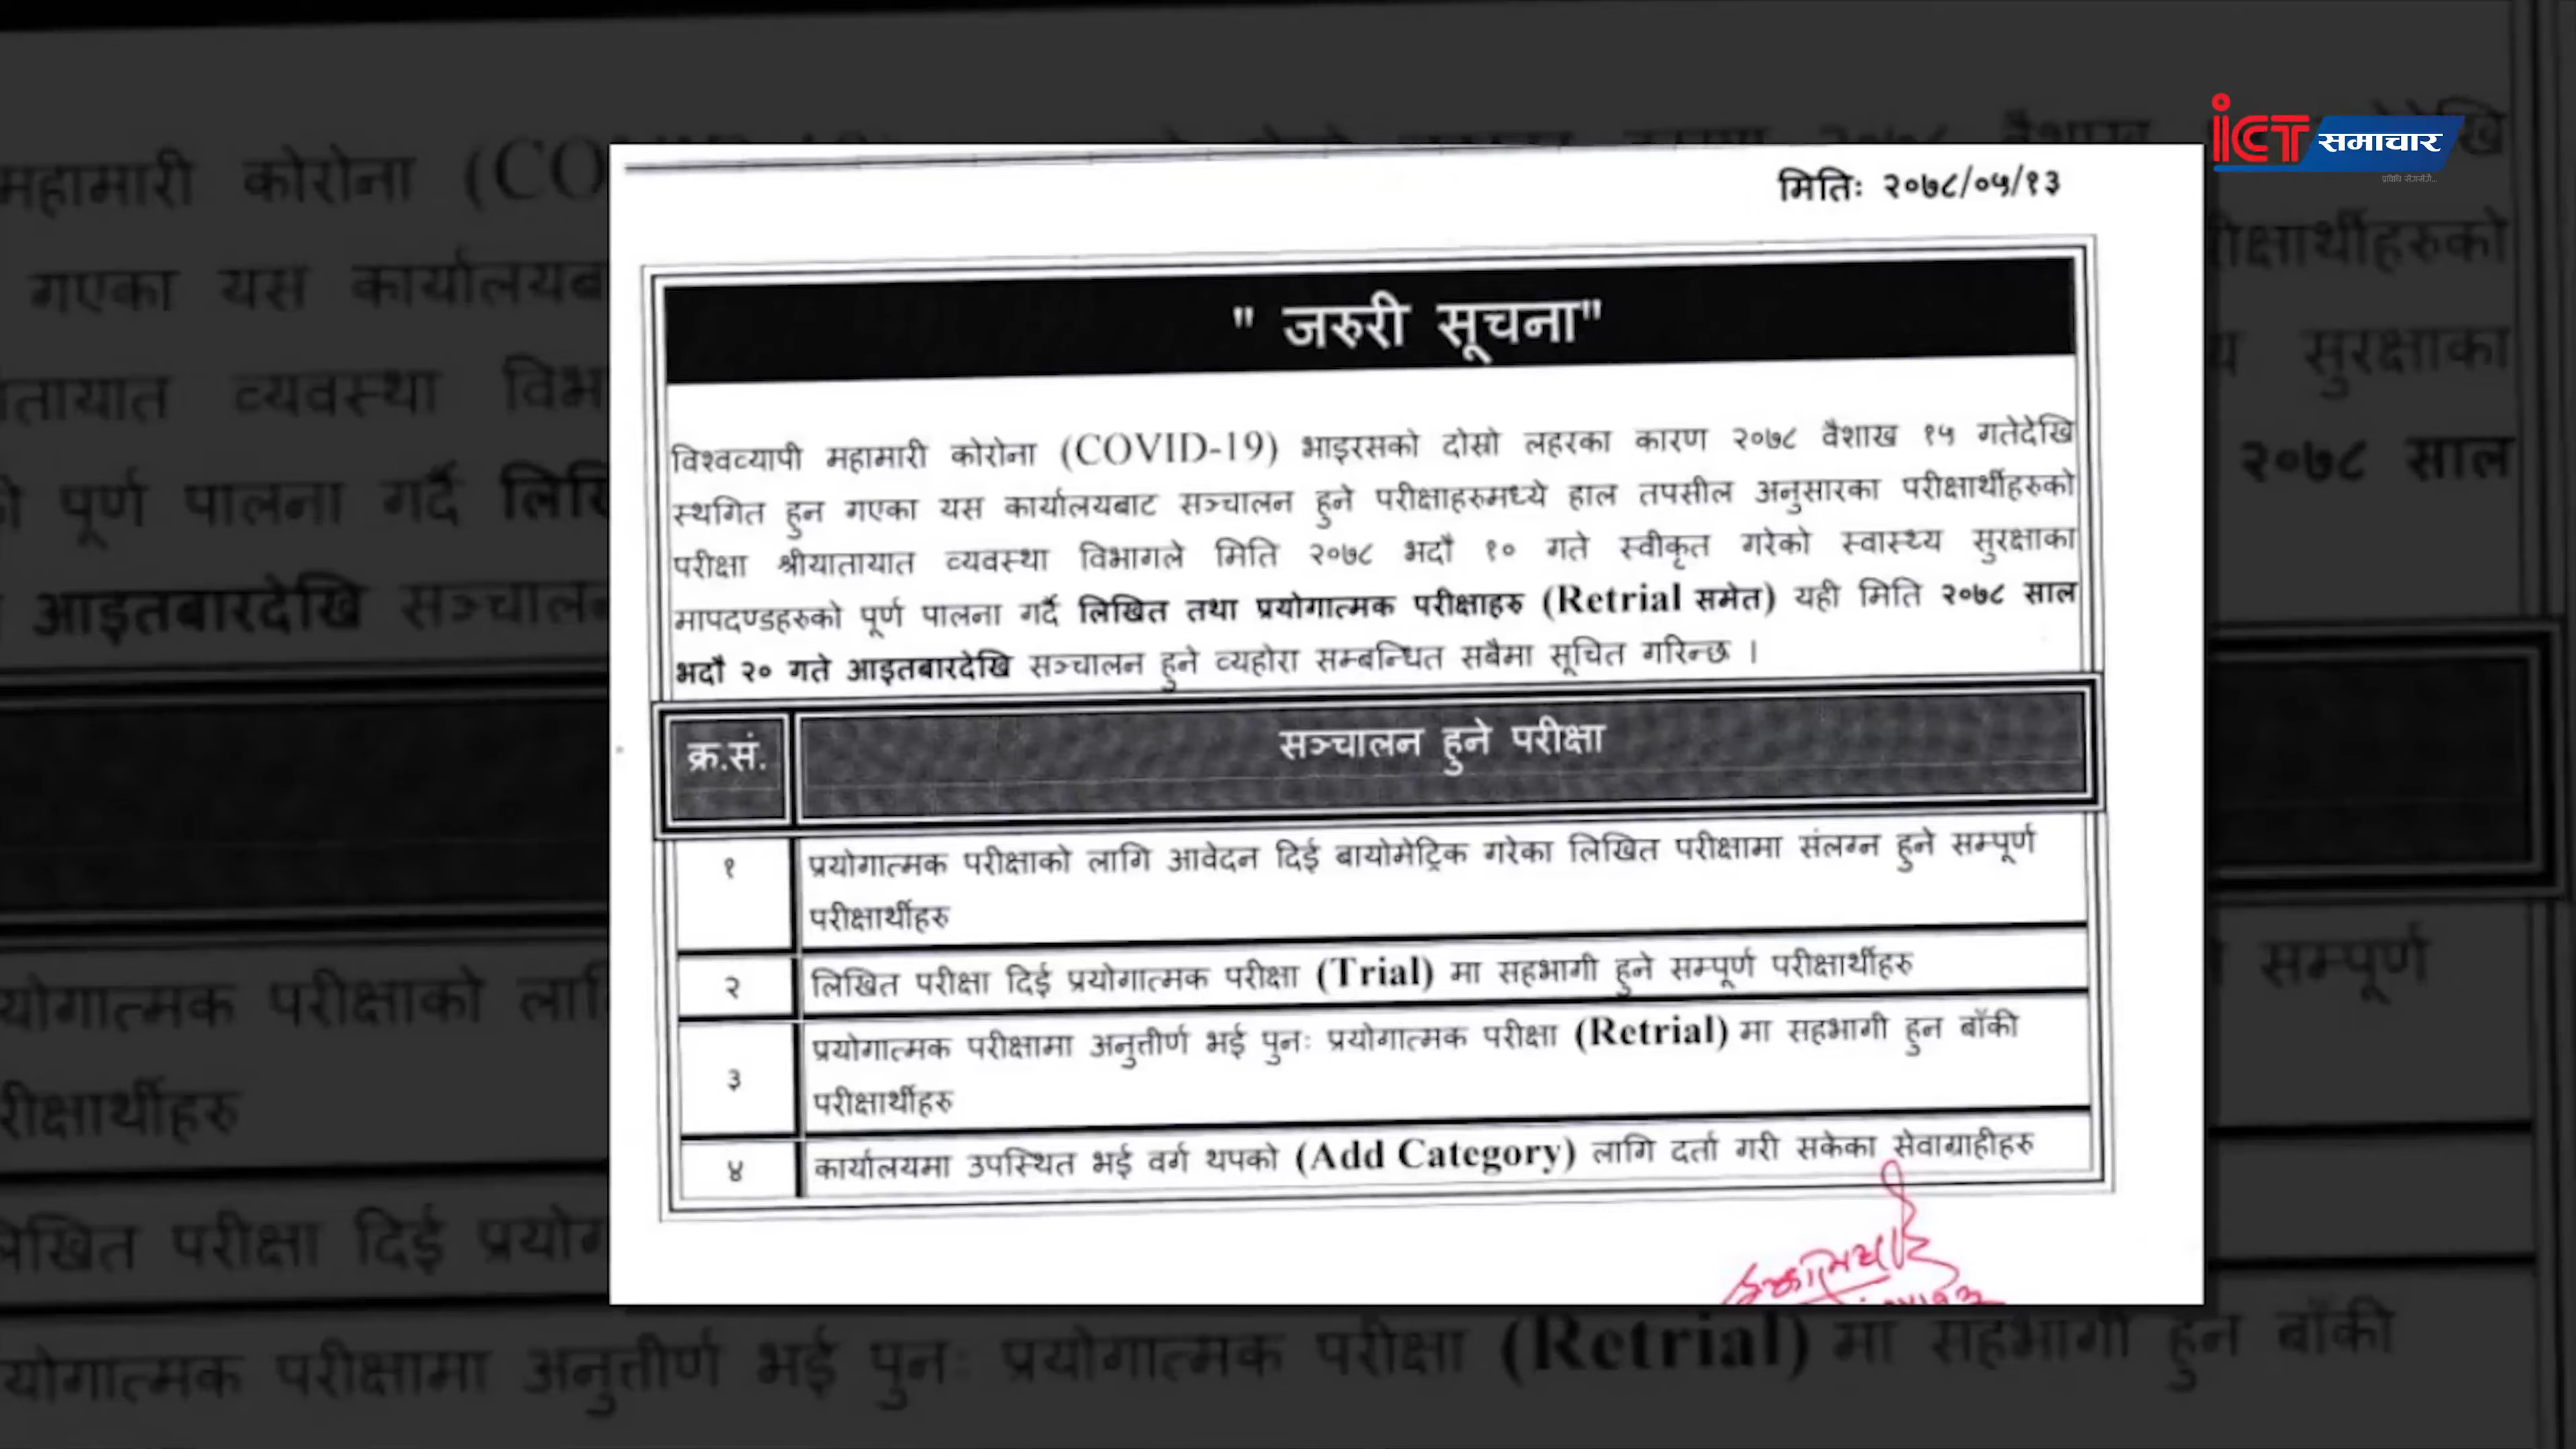 ICT समाचार
मितिः २०७८/०५/१३
" जरुरी सूचना"
विश्वव्यापी महामारी कोरोना (COVID-19) भाइरसको दोस्रो लहरका कारण २०७८ वैशाख १५ गतेदेखि
स्थगित हुन गएका यस कार्यालयबाट सञ्चालन हुने परीक्षाहरुमध्ये हाल तपसील अनुसारका परीक्षार्थीहरुको
परीक्षा श्रीयातायात व्यवस्था विभागले मिति २०७८ भदौ १० गते स्वीकृत गरेको स्वास्थ्य सुरक्षाका
मापदण्डहरुको पूर्ण पालना गर्दै लिखित तथा प्रयोगात्मक परीक्षाहरु (Retrial समेत) यही मिति २०७८ साल
भदौ २० गते आइतबारदेखि सञ्चालन हुने व्यहोरा सम्बन्धित सबैमा सूचित गरिन्छ ।
क्र.सं. सञ्चालन हुने परीक्षा
१ प्रयोगात्मक परीक्षाको लागि आवेदन दिई बायोमेट्रिक गरेका लिखित परीक्षामा संलग्न हुने सम्पूर्ण
परीक्षार्थीहरु
२ लिखित परीक्षा दिई प्रयोगात्मक परीक्षा (Trial) मा सहभागी हुने सम्पूर्ण परीक्षार्थीहरु
३ प्रयोगात्मक परीक्षामा अनुत्तीर्ण भई पुनः प्रयोगात्मक परीक्षा (Retrial) मा सहभागी हुन बाँकी
परीक्षार्थीहरु
४ कार्यालयमा उपस्थित भई वर्ग थपको (Add Category) लागि दर्ता गरी सकेका सेवाग्राहीहरु